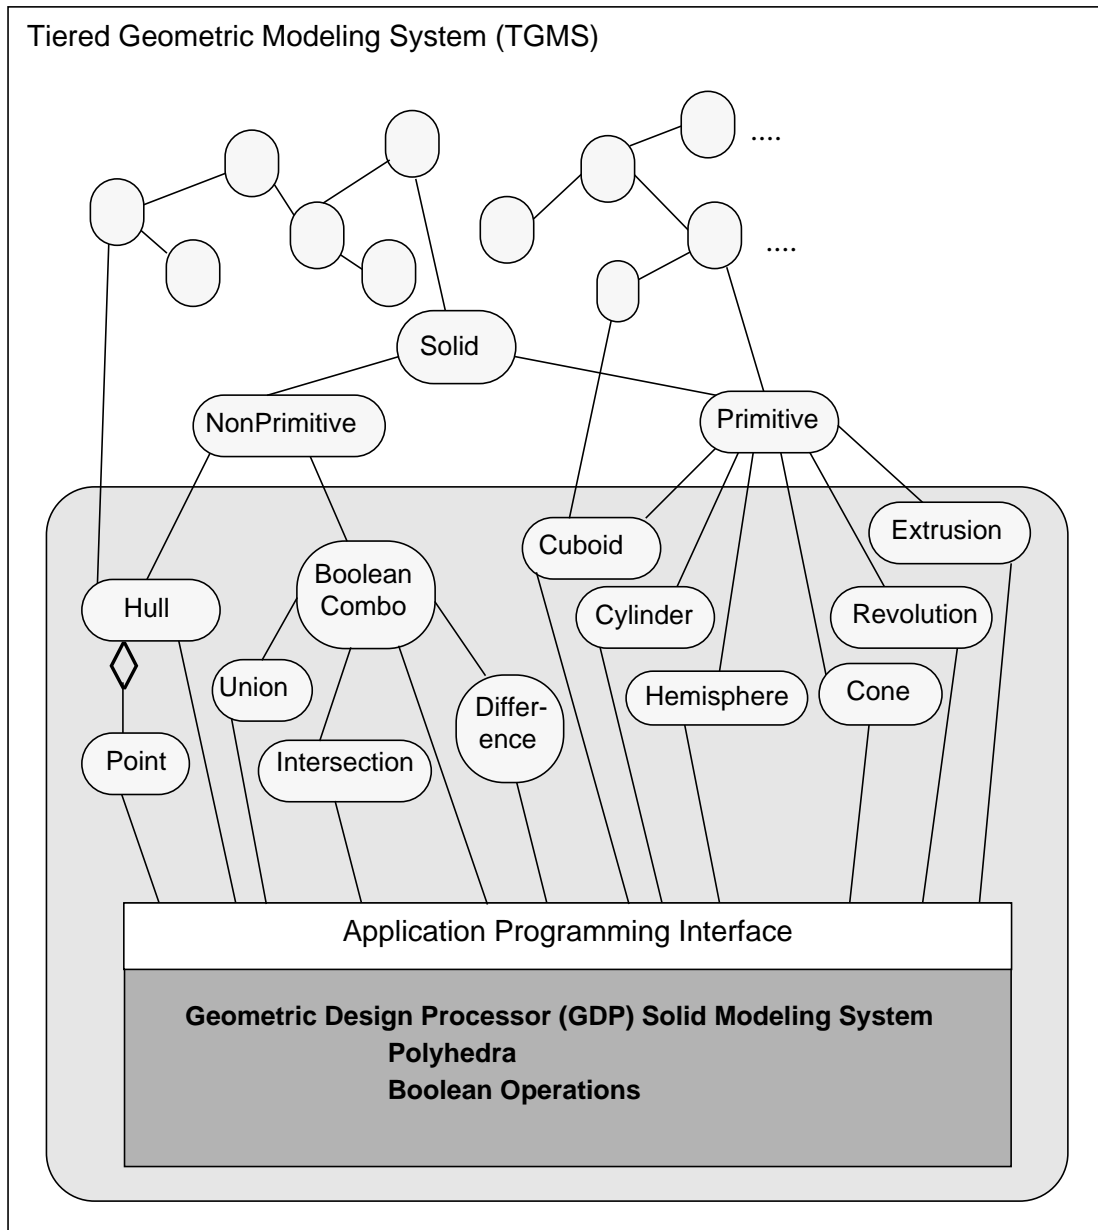 Tiered Geometric Modeling System (TGMS)
....
....
Solid
NonPrimitive
Primitive
Extrusion
Cuboid
Boolean
Combo
Hull
Cylinder
Revolution
Union
Hemisphere
Cone
Differ-
ence
Point
Intersection
Application Programming Interface
Geometric Design Processor (GDP) Solid Modeling System
Polyhedra
Boolean Operations